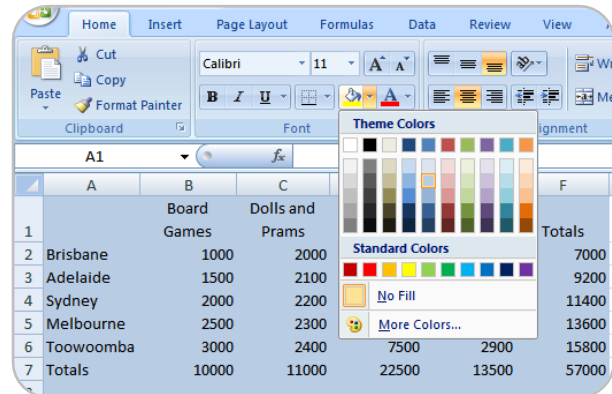 Home Insert Page Layout Formulas Data Review View
Cut
Copy
Format Painter
Paste
Clipboard
Calibri 11 A A
B I U A
Font
ignment
A1 fx
Theme Colors
Standard Colors
No Fill
More Colors...
A B C F
Board Games Dolls and Prams Totals
1
2 Brisbane 1000 2000 7000
3 Adelaide 1500 2100 9200
4 Sydney 2000 2200 11400
5 Melbourne 2500 2300 13600
6 Toowoomba 3000 2400 7500 2900 15800
7 Totals 10000 11000 22500 13500 57000